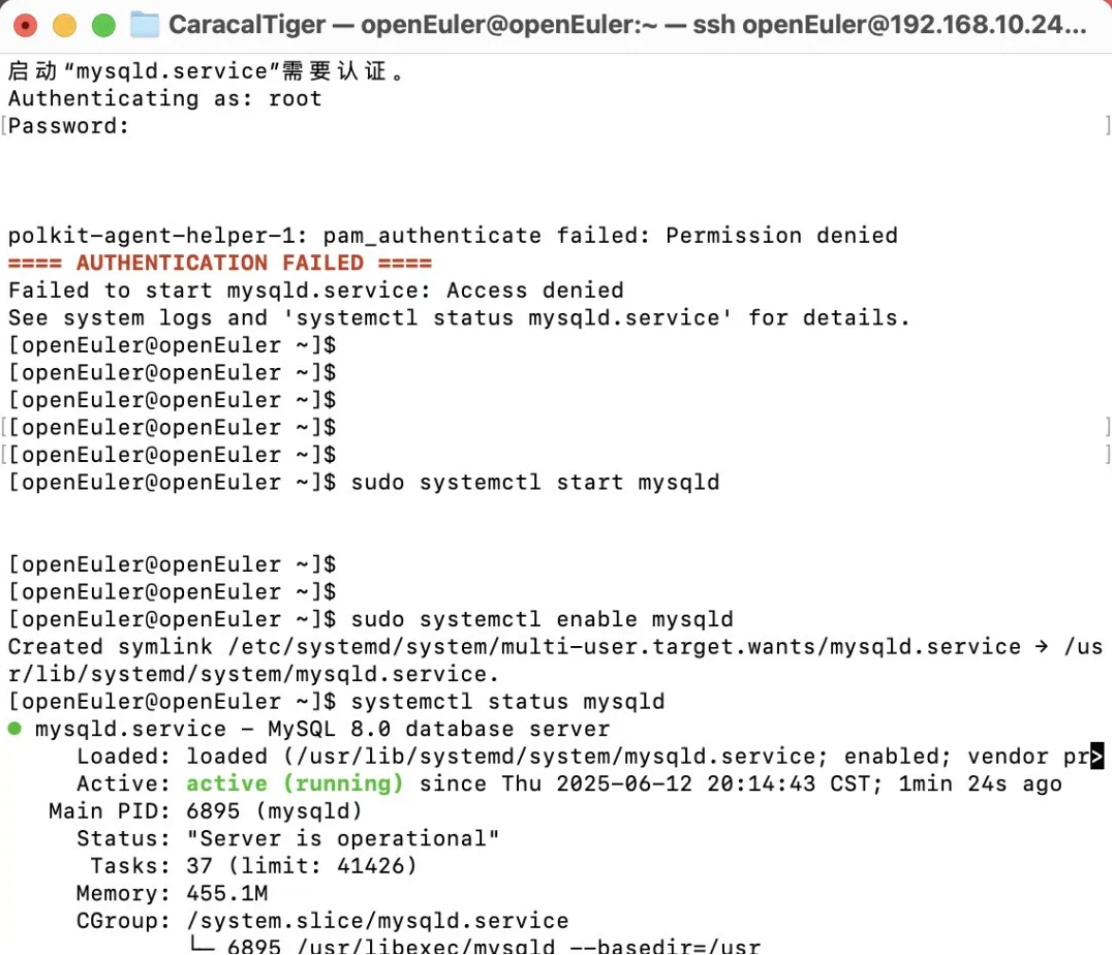 CaracalTiger — openEuler@openEuler:~ — ssh openEuler@192.168.10.24...
启动“mysqld.service”需要认证。
Authenticating as: root
[Password: ]
polkit-agent-helper-1: pam_authenticate failed: Permission denied
==== AUTHENTICATION FAILED ====
Failed to start mysqld.service: Access denied
See system logs and 'systemctl status mysqld.service' for details.
[openEuler@openEuler ~]$
[openEuler@openEuler ~]$
[openEuler@openEuler ~]$
[[openEuler@openEuler ~]$ ]
[[openEuler@openEuler ~]$ ]
[openEuler@openEuler ~]$ sudo systemctl start mysqld
[openEuler@openEuler ~]$
[openEuler@openEuler ~]$
[openEuler@openEuler ~]$ sudo systemctl enable mysqld
Created symlink /etc/systemd/system/multi-user.target.wants/mysqld.service → /us
r/lib/systemd/system/mysqld.service.
[openEuler@openEuler ~]$ systemctl status mysqld
● mysqld.service - MySQL 8.0 database server
Loaded: loaded (/usr/lib/systemd/system/mysqld.service; enabled; vendor pr>
Active: active (running) since Thu 2025-06-12 20:14:43 CST; 1min 24s ago
Main PID: 6895 (mysqld)
Status: "Server is operational"
Tasks: 37 (limit: 41426)
Memory: 455.1M
CGroup: /system.slice/mysqld.service
└─ 6895 /usr/libexec/mysqld --basedir=/usr